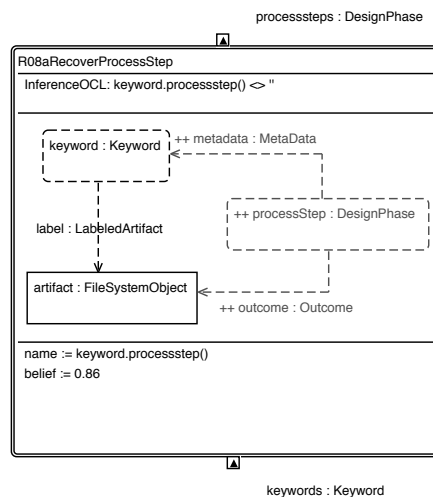 processsteps : DesignPhase
R08aRecoverProcessStep
InferenceOCL: keyword.processstep() <> ''
++ metadata : MetaData
keyword : Keyword
++ processStep : DesignPhase
label : LabeledArtifact
artifact : FileSystemObject
++ outcome : Outcome
name := keyword.processstep()
belief := 0.86
keywords : Keyword